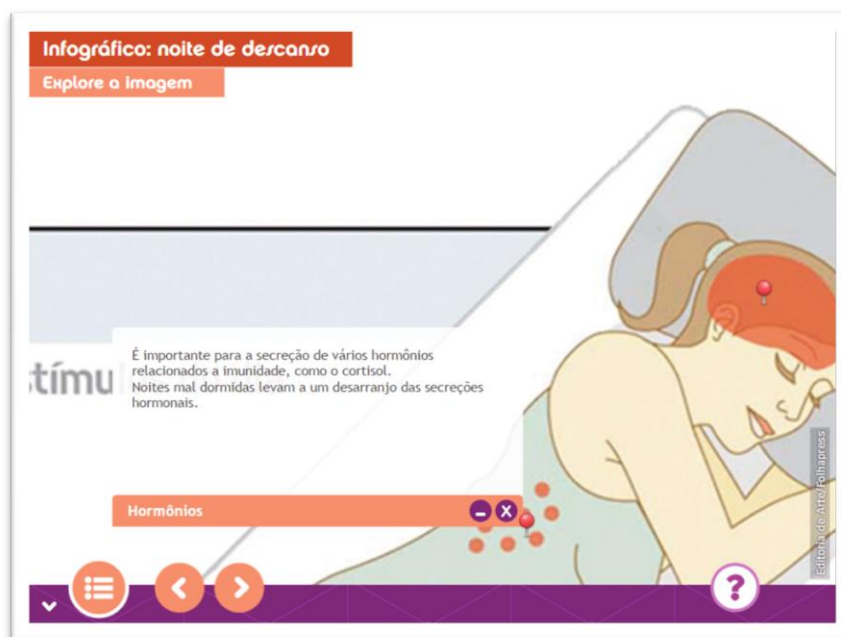 Infográfico: noite de descanso
Explore a imagem
É importante para a secreção de vários hormônios
relacionados a imunidade, como o cortisol.
Noites mal dormidas levam a um desarranjo das secreções
hormonais.
tímu
Hormônios
Editoria de Arte/Folhapress
?